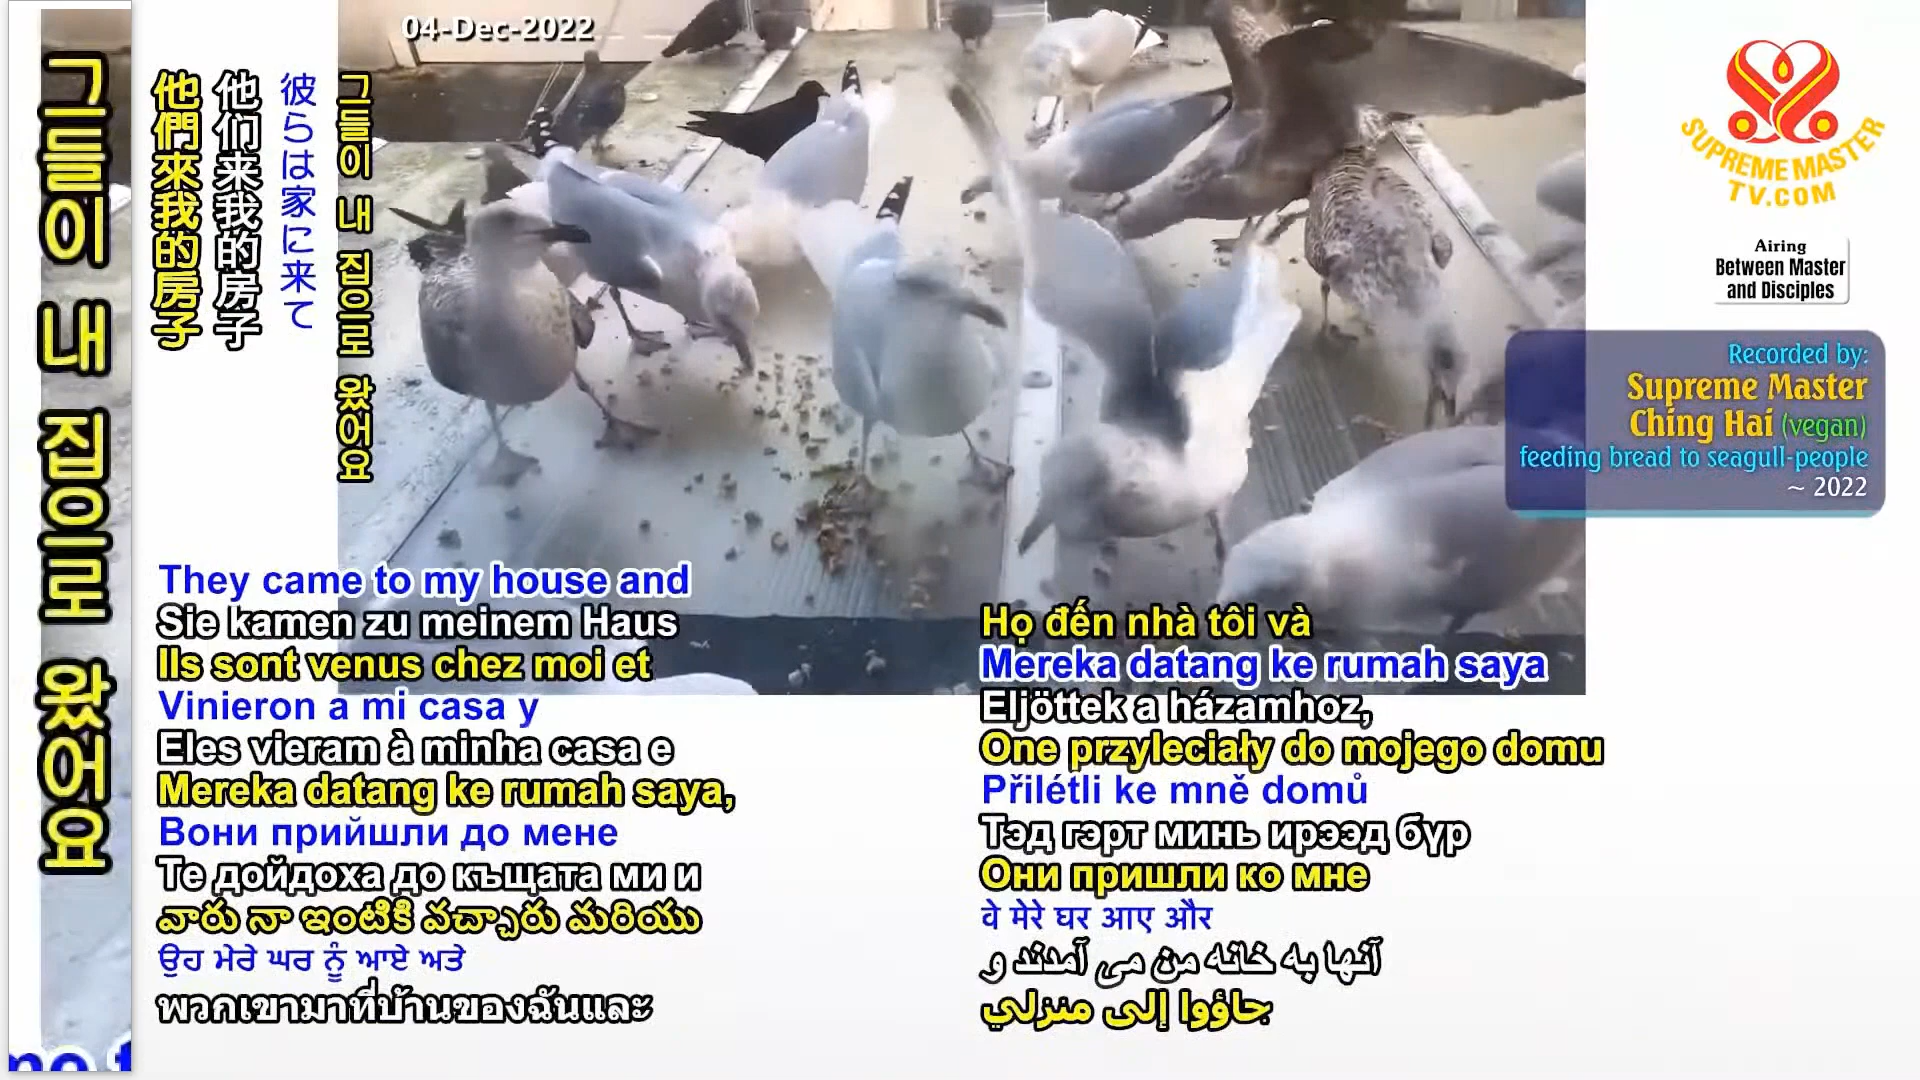 그들이 내 집으로 왔어요
他們來我的房子
他们来我的房子
彼らは家に来て
그들이 내 집으로 왔어요
04-Dec-2022
SUPREME MASTER
TV.COM
Airing
Between Master
and Disciples
Recorded by:
Supreme Master
Ching Hai (vegan)
feeding bread to seagull-people
~ 2022
They came to my house and
Sie kamen zu meinem Haus
Ils sont venus chez moi et
Vinieron a mi casa y
Eles vieram à minha casa e
Mereka datang ke rumah saya,
Вони прийшли до мене
Те дойдоха до къщата ми и
వారు నా ఇంటికి వచ్చారు మరియు
ਉਹ ਮੇਰੇ ਘਰ ਨੂੰ ਆਏ ਅਤੇ
พวกเขามาที่บ้านของฉันและ
Họ đến nhà tôi và
Mereka datang ke rumah saya
Eljöttek a házamhoz,
One przyleciały do mojego domu
Přilétli ke mně domů
Тэд гэрт минь ирээд бүр
Они пришли ко мне
वे मेरे घर आए और
آنها به خانه من می آمدند و
جاؤوا إلى منزلي